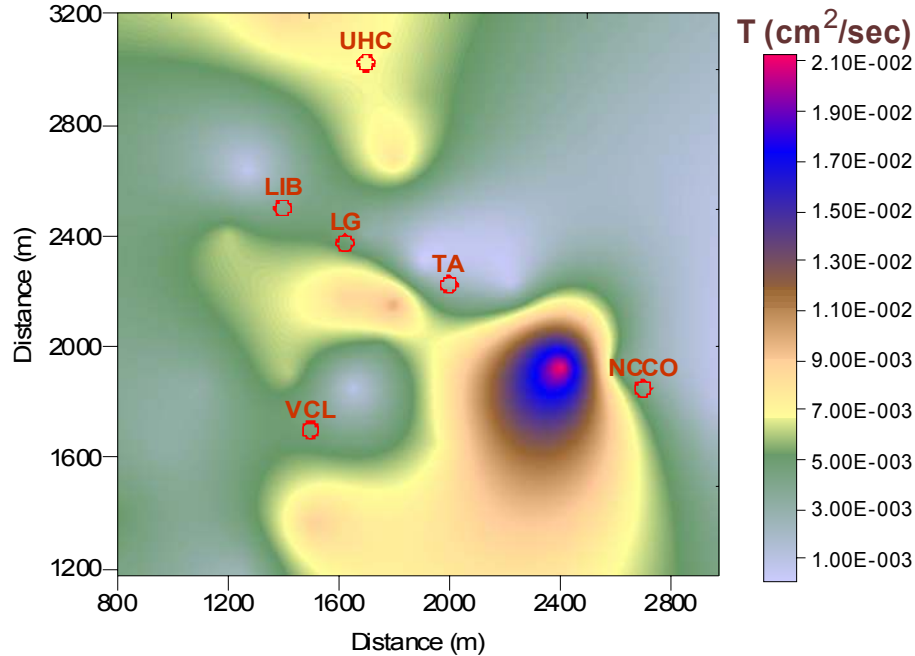 3200
2800
2400
2000
1600
1200
Distance (m)
800
1200
1600
2000
2400
2800
Distance (m)
UHC
LIB
LG
TA
NCCO
VCL
T (cm²/sec)
2.10E-002
1.90E-002
1.70E-002
1.50E-002
1.30E-002
1.10E-002
9.00E-003
7.00E-003
5.00E-003
3.00E-003
1.00E-003